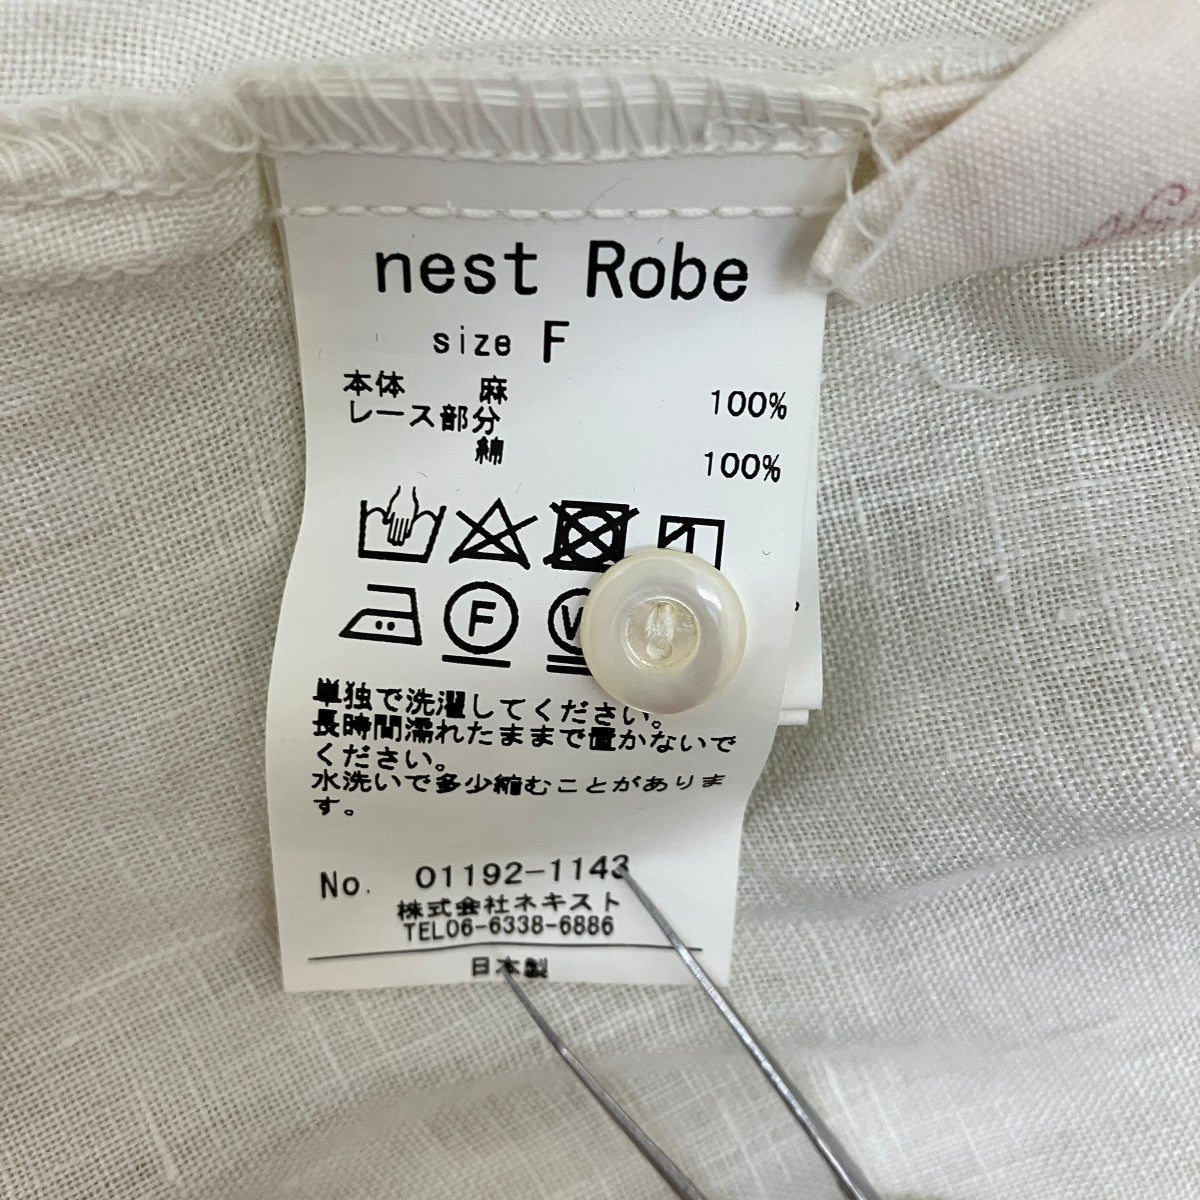 nest Robe
size F
本体 麻 100%
レース部分
綿 100%
F
W
単独で洗濯してください。
長時間濡れたままで置かないで
ください。
水洗いで多少縮むことがありま
す。
No. 01192-1143
株式会社ネキスト
TEL06-6338-6886
日本製